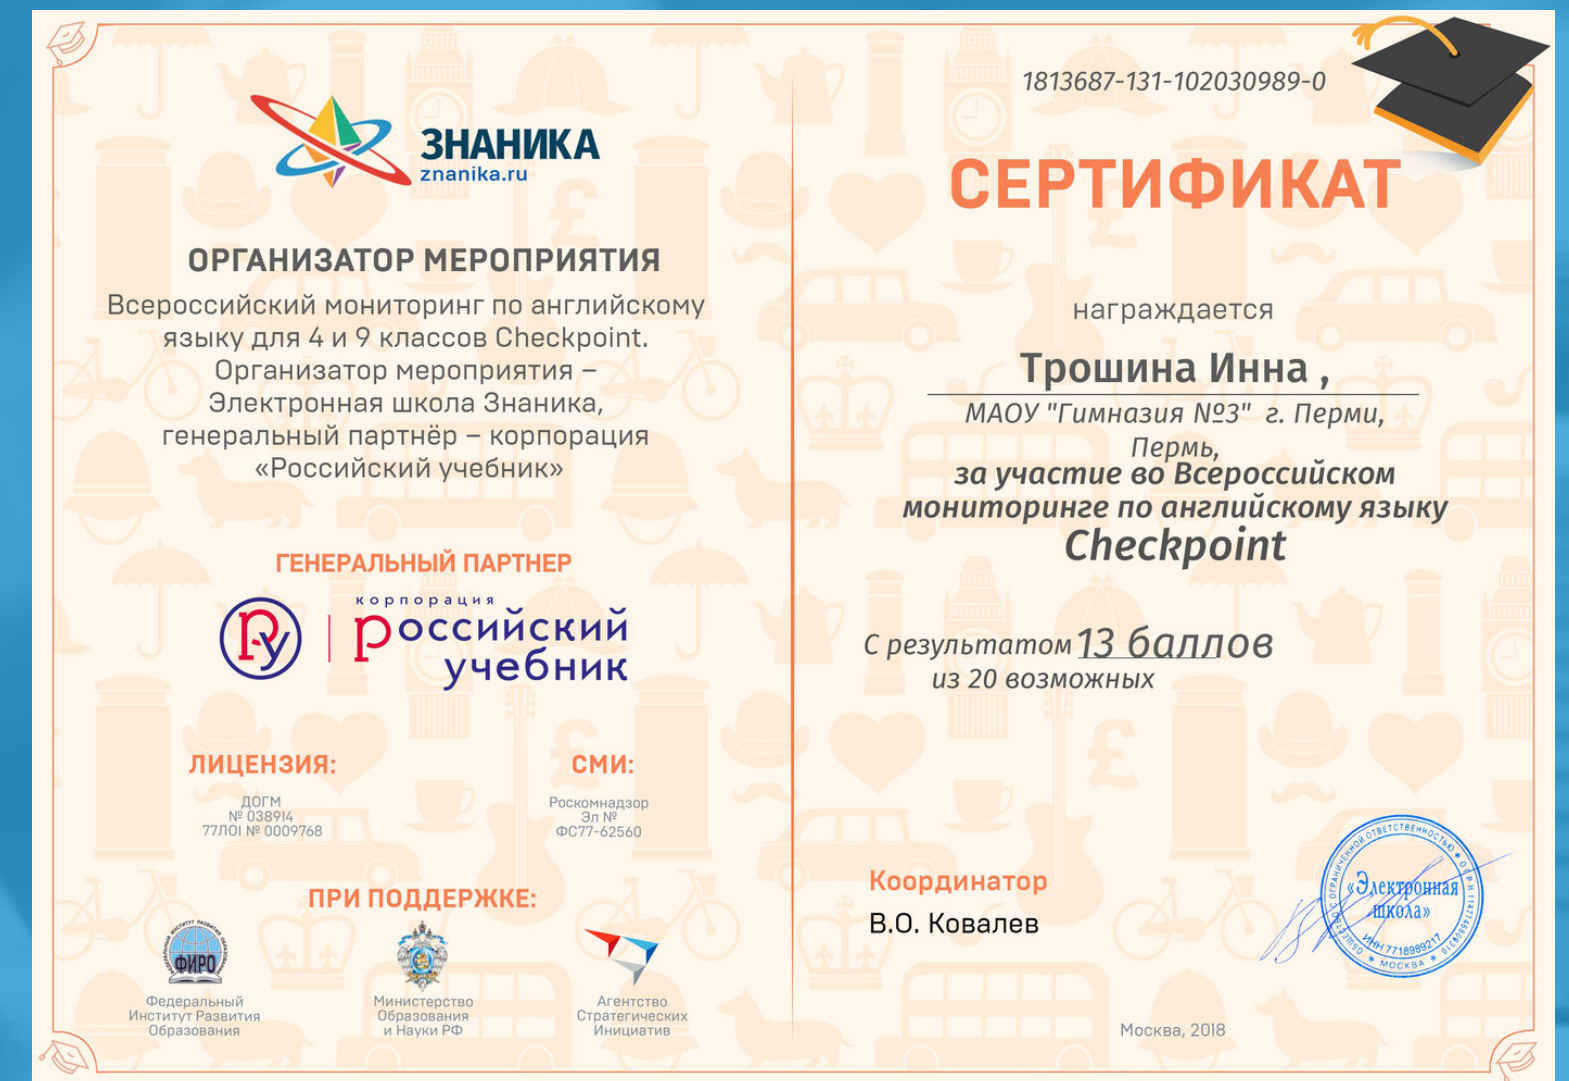 ЗНАНИКА
znanika.ru
ОРГАНИЗАТОР МЕРОПРИЯТИЯ
Всероссийский мониторинг по английскому
языку для 4 и 9 классов Checkpoint.
Организатор мероприятия –
Электронная школа Знаника,
генеральный партнёр – корпорация
«Российский учебник»
ГЕНЕРАЛЬНЫЙ ПАРТНЕР
Ру
корпорация
российский
учебник
ЛИЦЕНЗИЯ:
ДОГМ
№ 038914
77ЛОІ № 0009768
СМИ:
Роскомнадзор
Эл №
ФС77-62560
ПРИ ПОДДЕРЖКЕ:
ФИРО
Федеральный
Институт Развития
Образования
Министерство
Образования
и Науки РФ
Агентство
Стратегических
Инициатив
1813687-131-102030989-0
СЕРТИФИКАТ
награждается
Трошина Инна ,
МАОУ "Гимназия №3" г. Перми,
Пермь,
за участие во Всероссийском
мониторинге по английскому языку
Checkpoint
С результатом 13 баллов
из 20 возможных
Координатор
В.О. Ковалев
«Электронная
школа»
ИНН 7718989217
МОСКВА
Москва, 2018